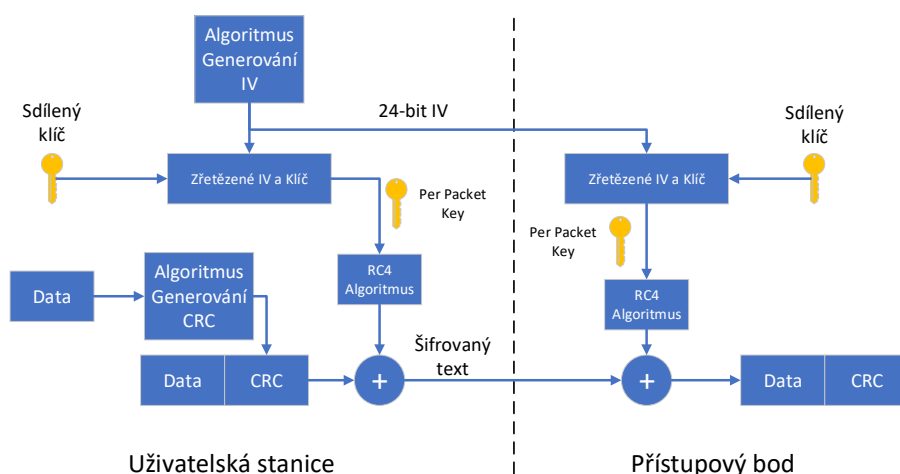 Algoritmus
Generování
IV
Sdílený
klíč
24-bit IV
Sdílený
klíč
Zřetězené IV a Klíč
Zřetězené IV a Klíč
Per Packet
Key
Per Packet
Key
Data
Algoritmus
Generování
CRC
RC4
Algoritmus
RC4
Algoritmus
Data
CRC
+
Šifrovaný
text
+
Data
CRC
Uživatelská stanice
Přístupový bod